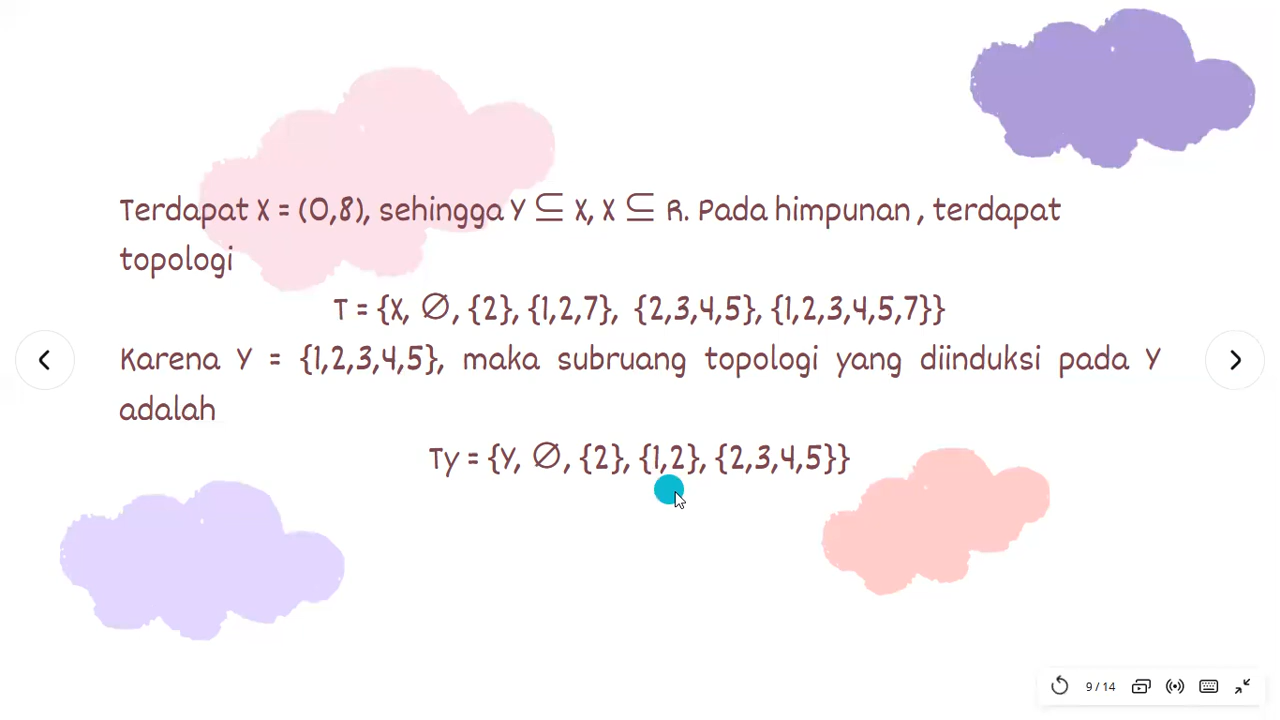 Terdapat X = (0,8), sehingga Y ⊆ X, X ⊆ R. Pada himpunan , terdapat
topologi
T = {X, ∅, {2}, {1,2,7}, {2,3,4,5}, {1,2,3,4,5,7}}
Karena Y = {1,2,3,4,5}, maka subruang topologi yang diinduksi pada Y
adalah
Ty = {Y, ∅, {2}, {1,2}, {2,3,4,5}}
9 / 14